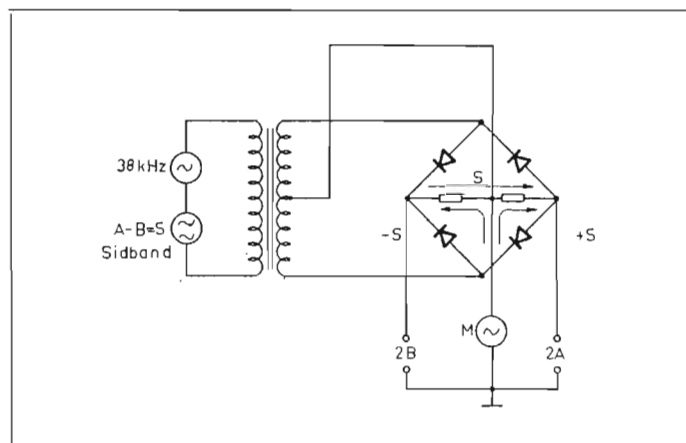 38kHz
A-B=S
Sidband
S
-S
+S
M
2B
2A